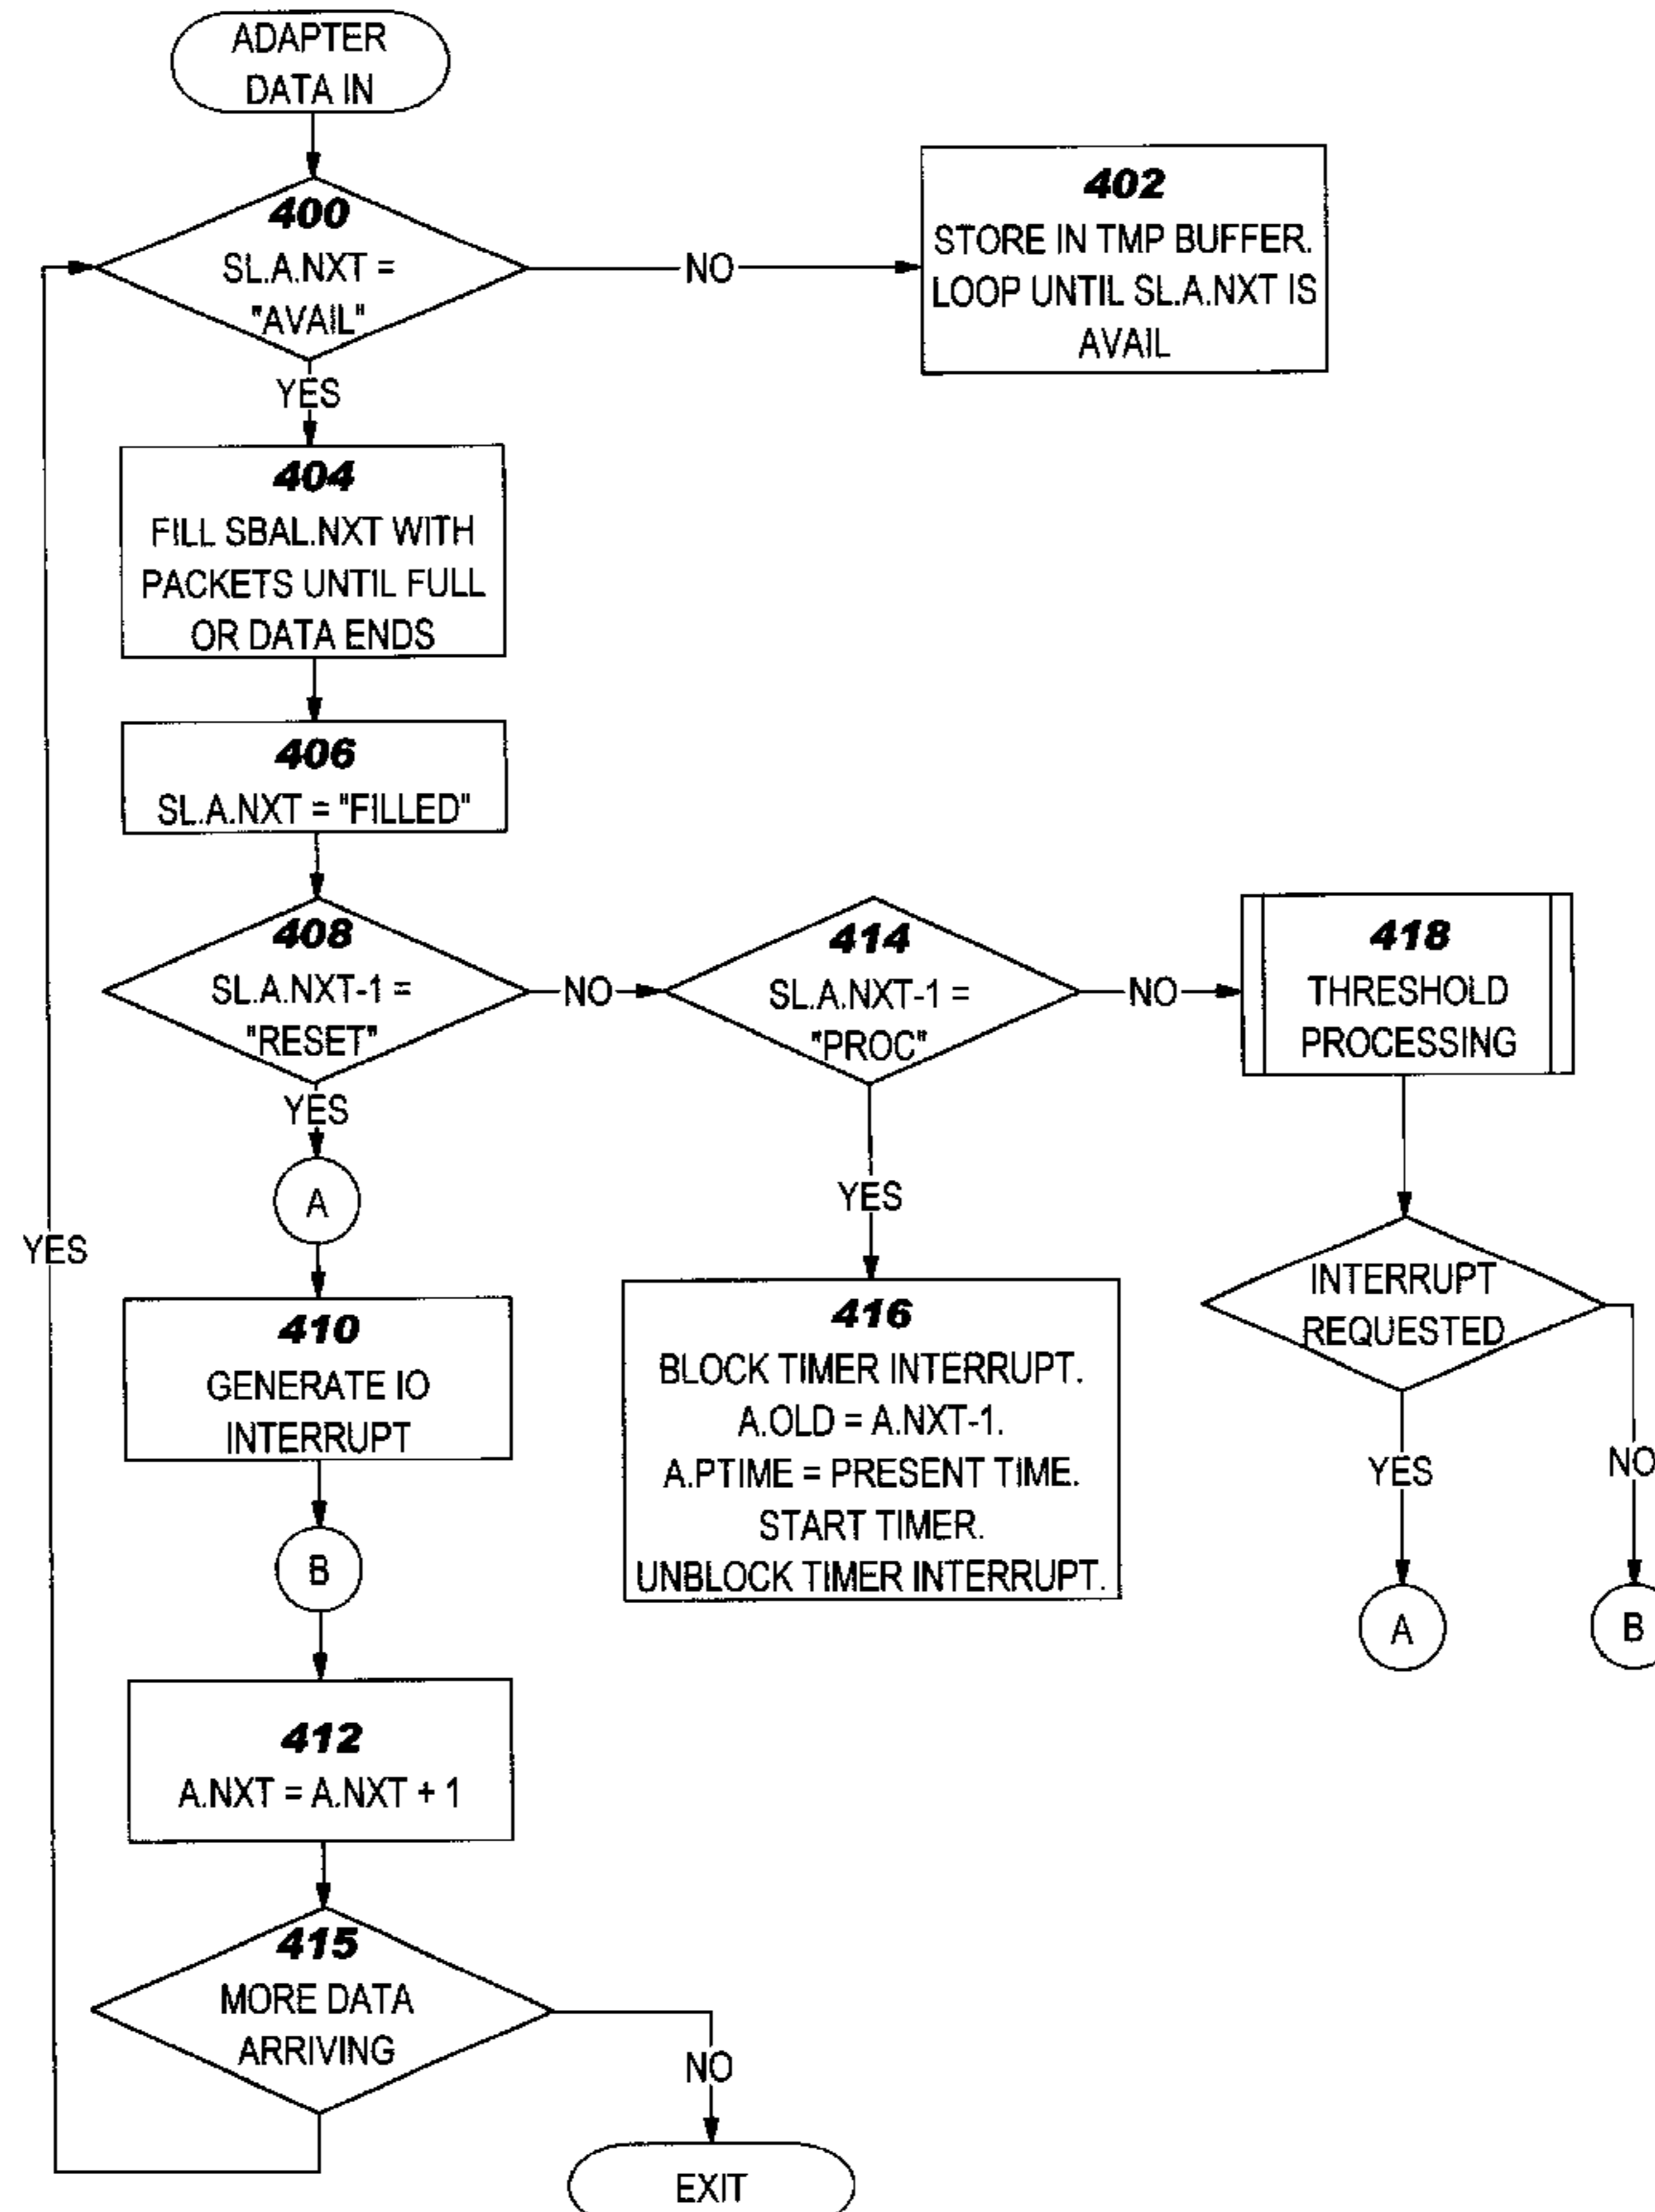 ADAPTER
DATA IN
400
SL.A.NXT =
"AVAIL"
NO
402
STORE IN TMP BUFFER.
LOOP UNTIL SL.A.NXT IS
AVAIL
YES
404
FILL SBAL.NXT WITH
PACKETS UNTIL FULL
OR DATA ENDS
406
SL.A.NXT = "FILLED"
408
SL.A.NXT-1 =
"RESET"
NO
414
SL.A.NXT-1 =
"PROC"
NO
418
THRESHOLD
PROCESSING
YES
A
YES
YES
INTERRUPT
REQUESTED
410
GENERATE IO
INTERRUPT
416
BLOCK TIMER INTERRUPT.
A.OLD = A.NXT-1.
A.PTIME = PRESENT TIME.
START TIMER.
UNBLOCK TIMER INTERRUPT.
YES
NO
B
A
B
412
A.NXT = A.NXT + 1
415
MORE DATA
ARRIVING
NO
EXIT